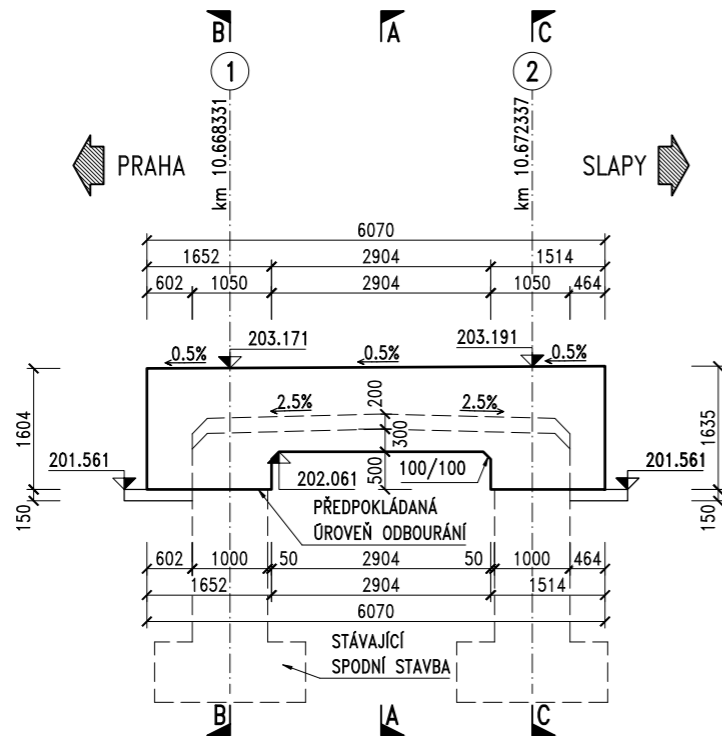 B A C
1 2
km 10.668331
km 10.672337
PRAHA SLAPY
6070
1652 2904 1514
602 1050 2904 1050 464
203.171 203.191
0.5% 0.5% 0.5%
2.5% 200 2.5%
300
1604 1635
201.561 500 100/100 201.561
202.061
150 150
PŘEDPOKLÁDANÁ
ÚROVEŇ ODBOURÁNÍ
602 1000 50 2904 50 1000 464
1652 2904 1514
6070
STÁVAJÍCÍ
SPODNÍ STAVBA
B A C